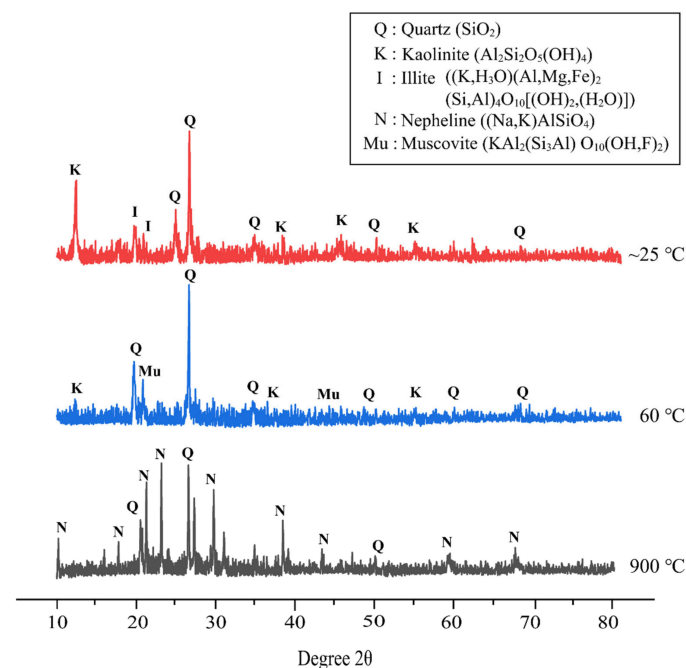 Q : Quartz (SiO₂)
K : Kaolinite (Al₂Si₂O₅(OH)₄)
I : Illite ((K,H₃O)(Al,Mg,Fe)₂
(Si,Al)₄O₁₀[(OH)₂,(H₂O)])
N : Nepheline ((Na,K)AlSiO₄)
Mu : Muscovite (KAl₂(Si₃Al) O₁₀(OH,F)₂)
K I I Q Q Q K K Q K Q
~25 °C
K Q Mu Q Q K Mu Q K Q Q
60 °C
N N Q N N Q N N N Q N N
900 °C
10 20 30 40 50 60 70 80
Degree 2θ